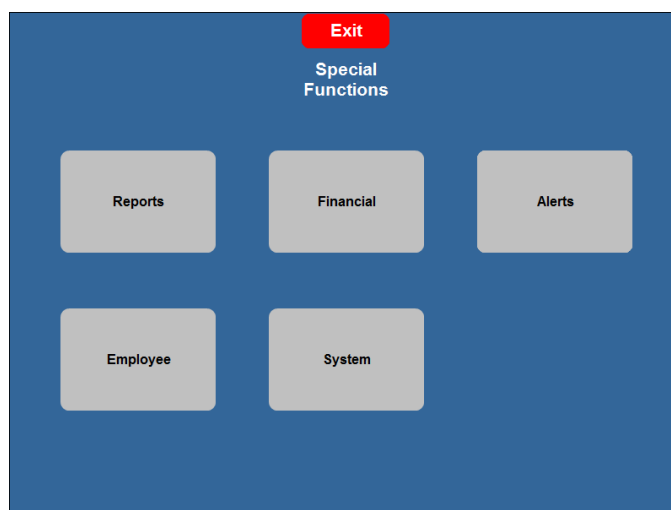 Exit
Special
Functions
Reports
Financial
Alerts
Employee
System